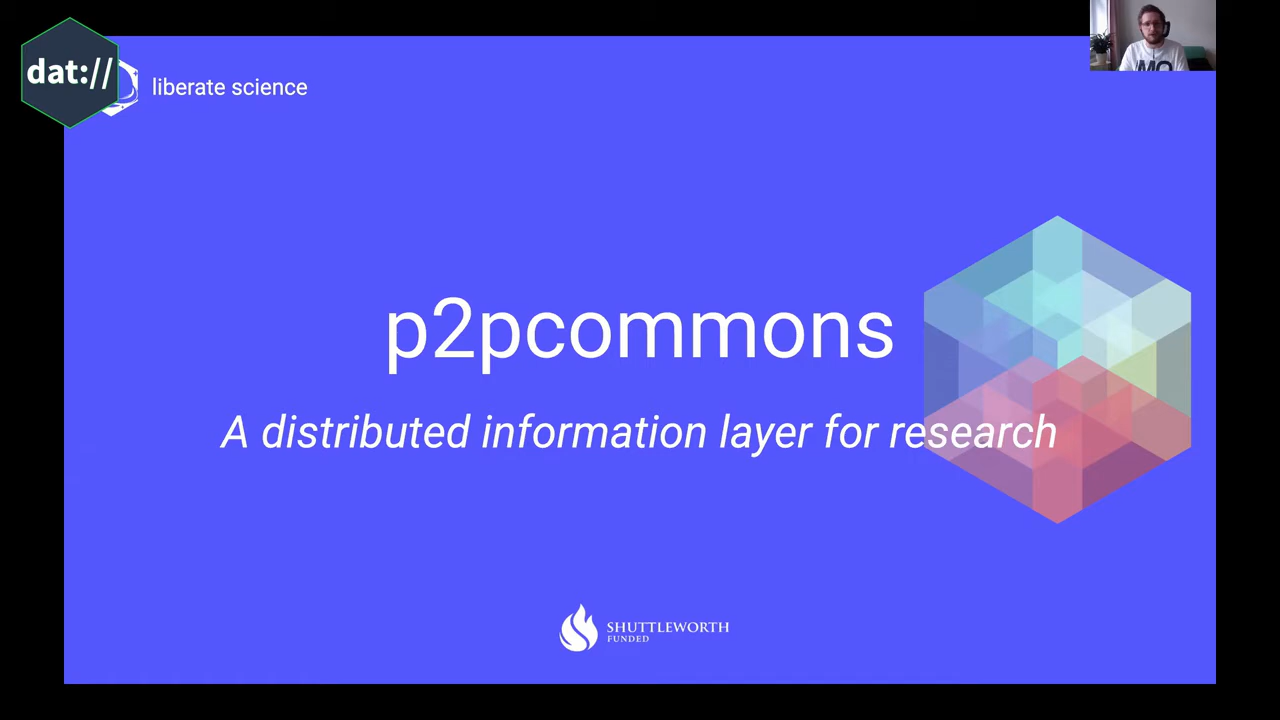 dat://
liberate science
p2pcommons
A distributed information layer for research
SHUTTLEWORTH
FUNDED